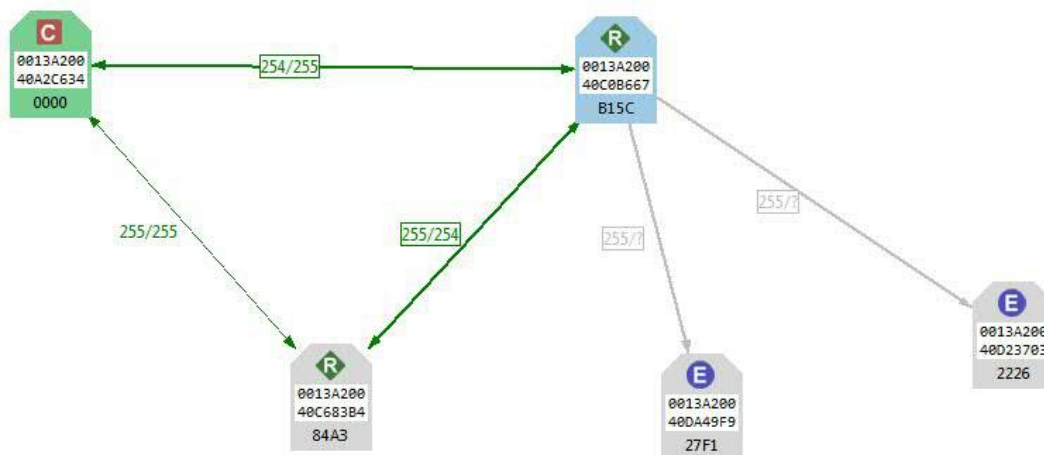 C
0013A200
40A2C634
0000
254/255
R
0013A200
40C0B667
B15C
255/255
255/254
255/?
255/?
R
0013A200
40C683B4
84A3
E
0013A200
40DA49F9
27F1
E
0013A200
40D23703
2226